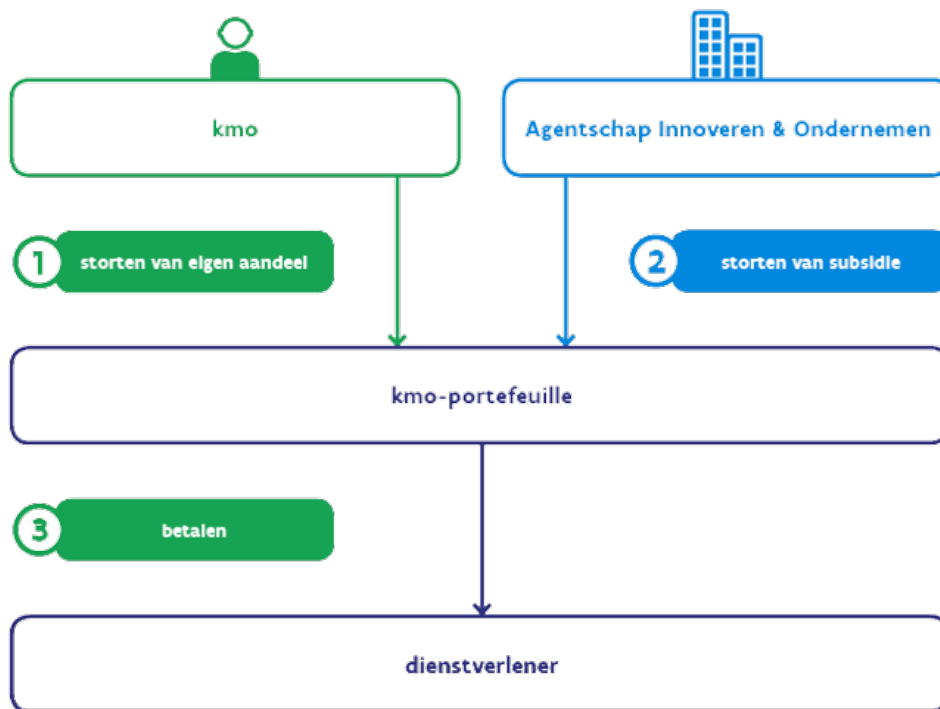 kmo
Agentschap Innoveren & Ondernemen
1 storten van eigen aandeel
2 storten van subsidie
kmo-portefeuille
3 betalen
dienstverlener